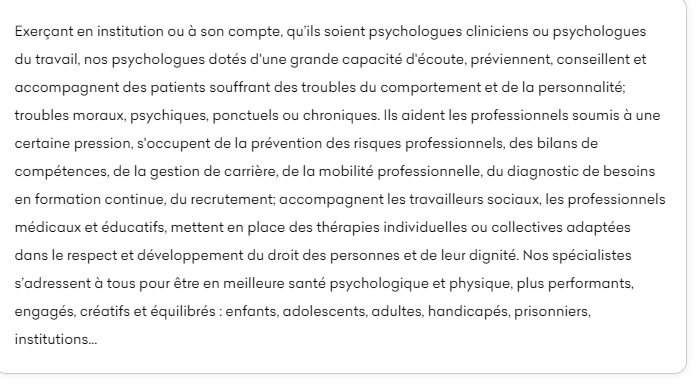 Exerçant en institution ou à son compte, qu'ils soient psychologues cliniciens ou psychologues
du travail, nos psychologues dotés d'une grande capacité d'écoute, préviennent, conseillent et
accompagnent des patients souffrant des troubles du comportement et de la personnalité;
troubles moraux, psychiques, ponctuels ou chroniques. Ils aident les professionnels soumis à une
certaine pression, s'occupent de la prévention des risques professionnels, des bilans de
compétences, de la gestion de carrière, de la mobilité professionnelle, du diagnostic de besoins
en formation continue, du recrutement; accompagnent les travailleurs sociaux, les professionnels
médicaux et éducatifs, mettent en place des thérapies individuelles ou collectives adaptées
dans le respect et développement du droit des personnes et de leur dignité. Nos spécialistes
s'adressent à tous pour être en meilleure santé psychologique et physique, plus performants,
engagés, créatifs et équilibrés : enfants, adolescents, adultes, handicapés, prisonniers,
institutions...